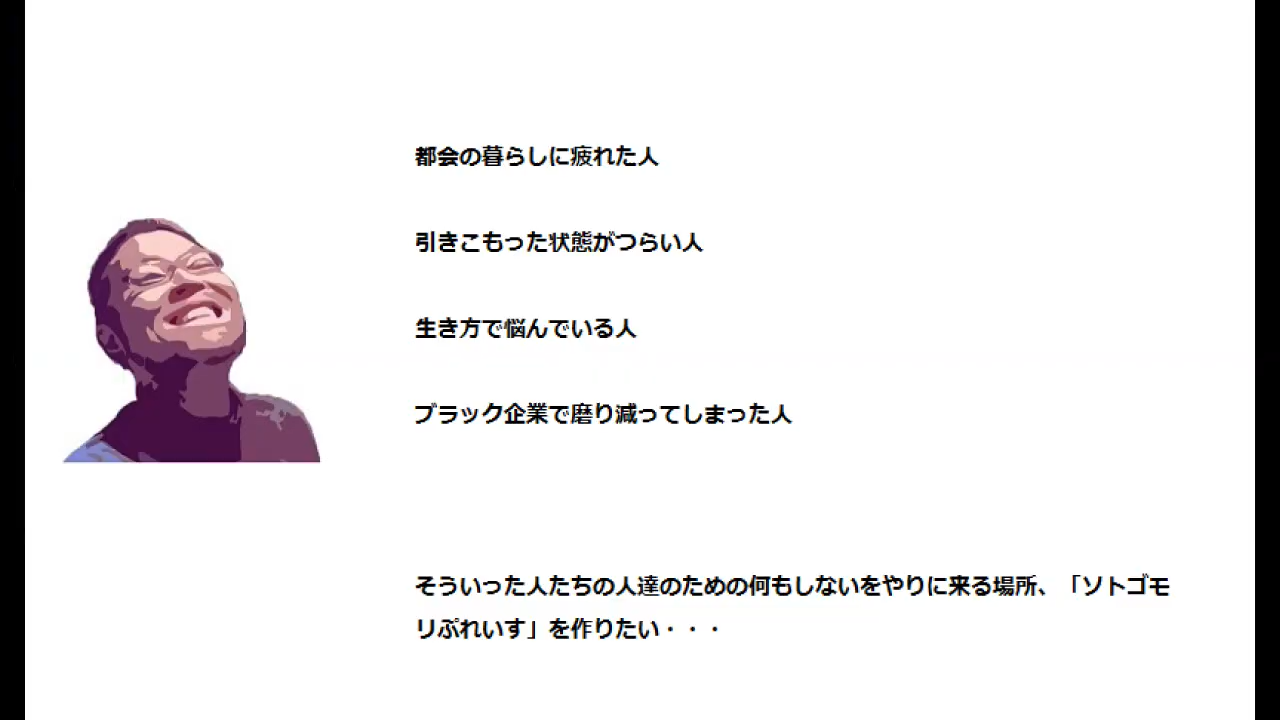 都会の暮らしに疲れた人
引きこもった状態がつらい人
生き方で悩んでいる人
ブラック企業で磨り減ってしまった人
そういった人たちの人達のための何もしないをやりに来る場所、「ソトゴモ
リぷれいす」を作りたい・・・